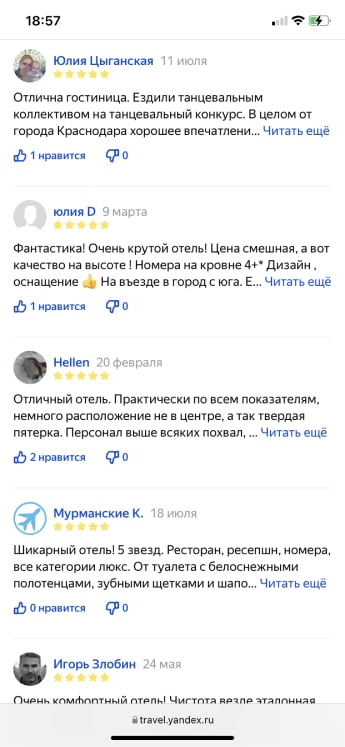 18:57
Юлия Цыганская 11 июля
Отлична гостиница. Ездили танцевальным
коллективом на танцевальный конкурс. В целом от
города Краснодара хорошее впечатлени... Читать ещё
1 нравится 0
юлия D 9 марта
Фантастика! Очень крутой отель! Цена смешная, а вот
качество на высоте ! Номера на кровне 4+* Дизайн ,
оснащение 👍 На въезде в город с юга. Е... Читать ещё
1 нравится 0
Hellen 20 февраля
Отличный отель. Практически по всем показателям,
немного расположение не в центре, а так твердая
пятерка. Персонал выше всяких похвал, ... Читать ещё
2 нравится 0
Мурманские К. 18 июля
Шикарный отель! 5 звезд. Ресторан, ресепшн, номера,
все категории люкс. От туалета с белоснежными
полотенцами, зубными щетками и шапо... Читать ещё
0 нравится 0
Игорь Злобин 24 мая
Очень комфортный отель! Чистота везде эталонная
travel.yandex.ru